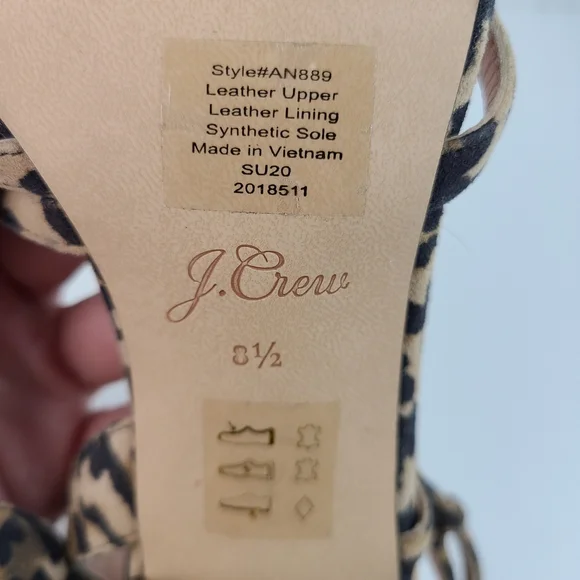 Style#AN889
Leather Upper
Leather Lining
Synthetic Sole
Made in Vietnam
SU20
2018511
J.Crew
8½